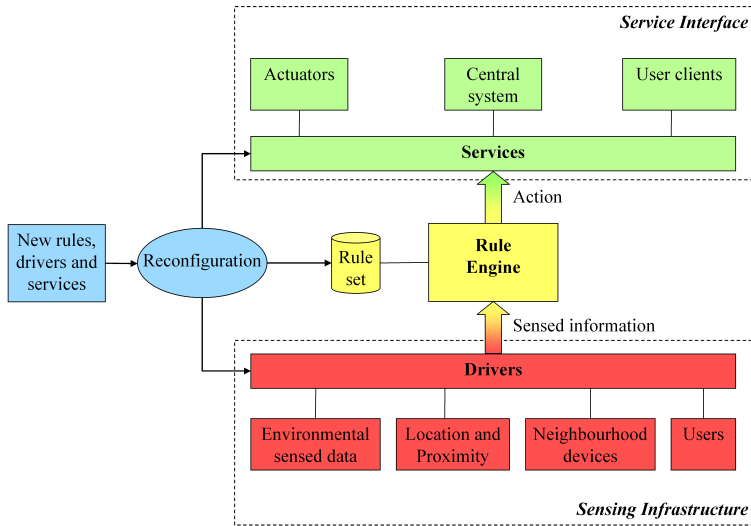 Service Interface
Actuators
Central
system
User clients
Services
Action
New rules,
drivers and
services
Reconfiguration
Rule
set
Rule
Engine
Sensed information
Drivers
Environmental
sensed data
Location and
Proximity
Neighbourhood
devices
Users
Sensing Infrastructure